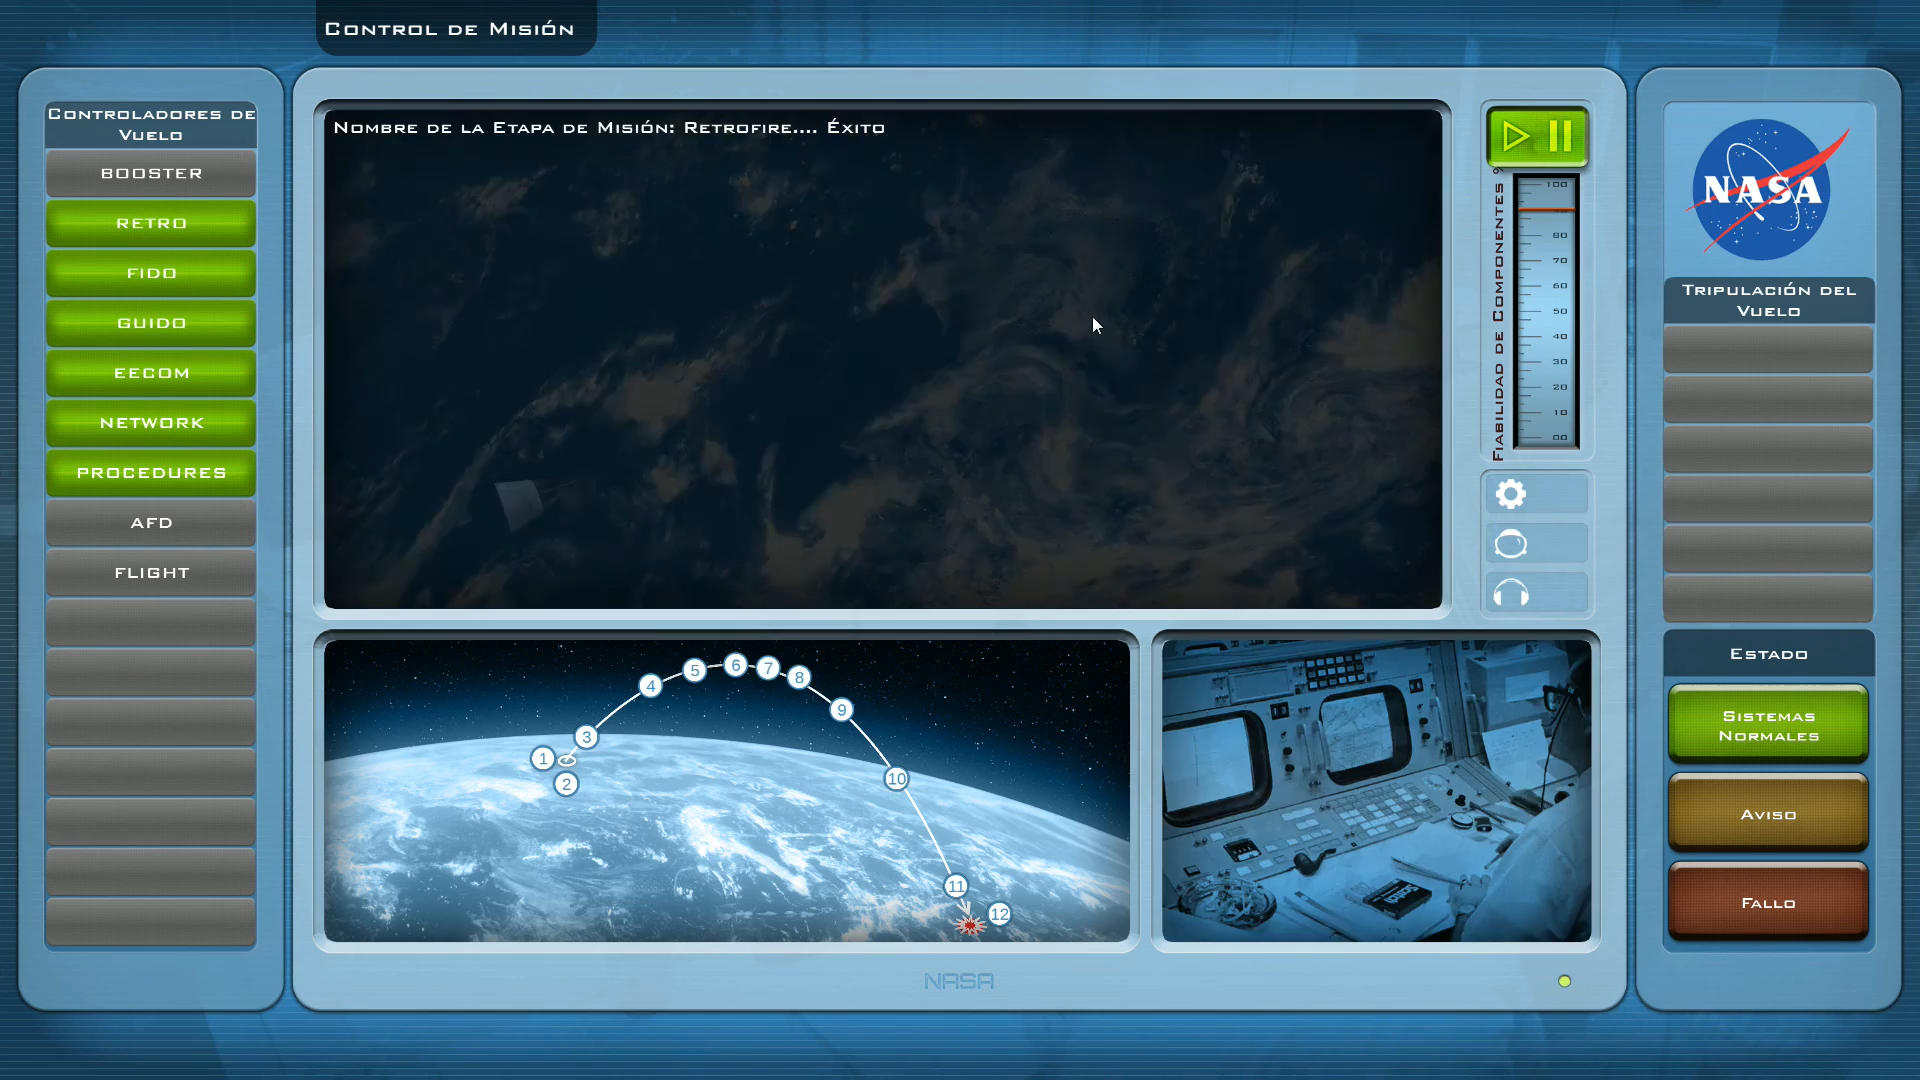 Control de Misión
Controladores de
Vuelo
BOOSTER
RETRO
FIDO
GUIDO
EECOM
NETWORK
PROCEDURES
AFD
FLIGHT
Nombre de la Etapa de Misión: Retrofire.... Éxito
Fiabilidad de Componentes %
100
80
70
60
50
40
30
20
10
00
1
2
3
4
5
6
7
8
9
10
11
12
Scotch
NASA
NASA
Tripulación del
Vuelo
Estado
Sistemas
Normales
Aviso
Fallo